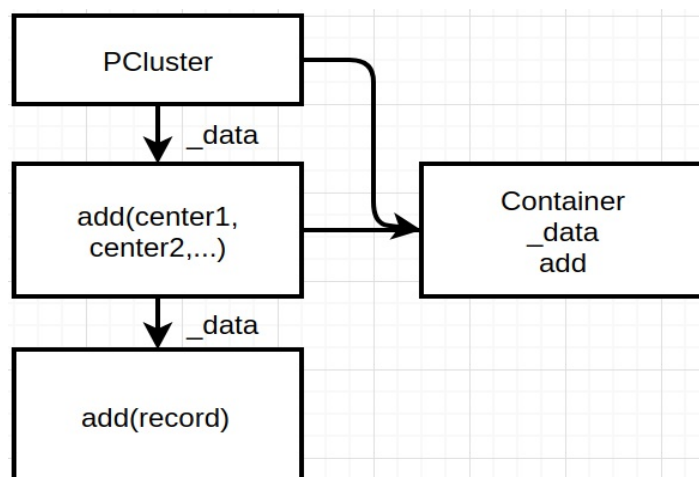 PCluster
_data
add(center1,
center2,...)
Container
_data
add
_data
add(record)